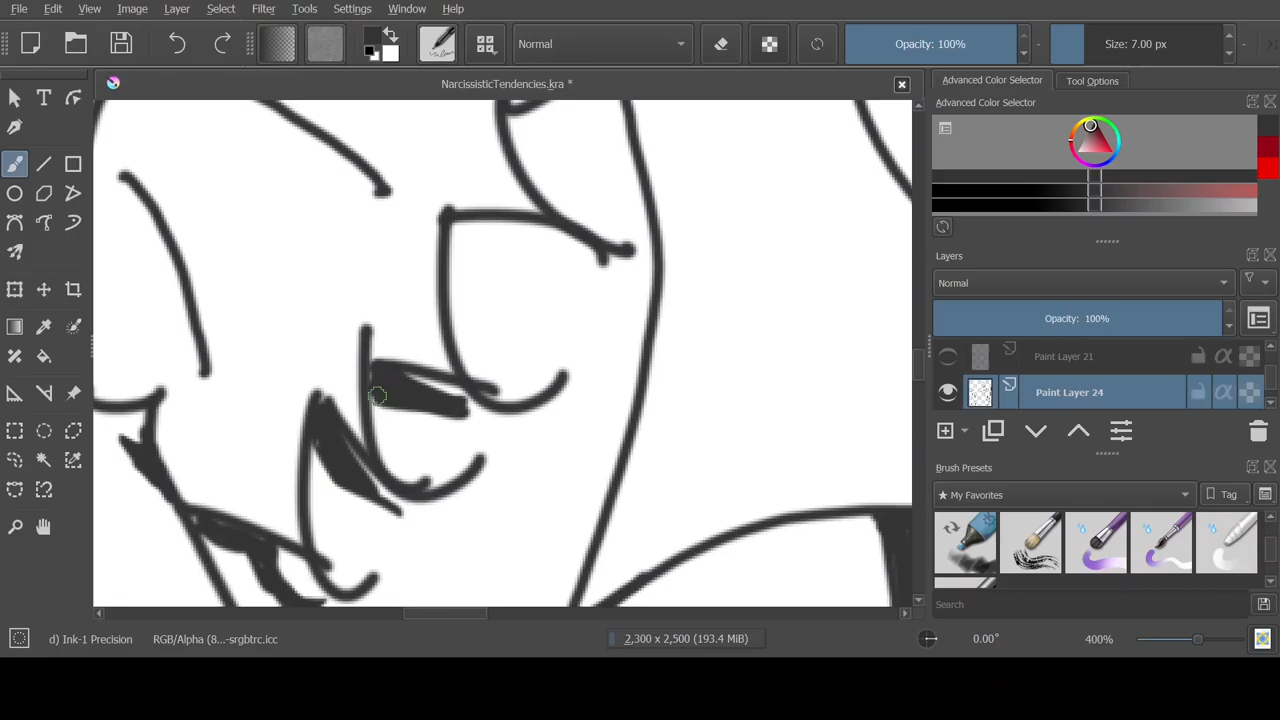 File Edit View Image Layer Select Filter Tools Settings Window Help
Normal
Opacity: 100%
Size: 7.00 px
NarcissisticTendencies.kra *
Advanced Color Selector
Tool Options
Advanced Color Selector
Layers
Normal
Opacity: 100%
Paint Layer 21
Paint Layer 24
Brush Presets
★ My Favorites
Tag
Search
d) Ink-1 Precision
RGB/Alpha (8...-srgbtrc.icc
2,300 x 2,500 (193.4 MiB)
0.00°
400%